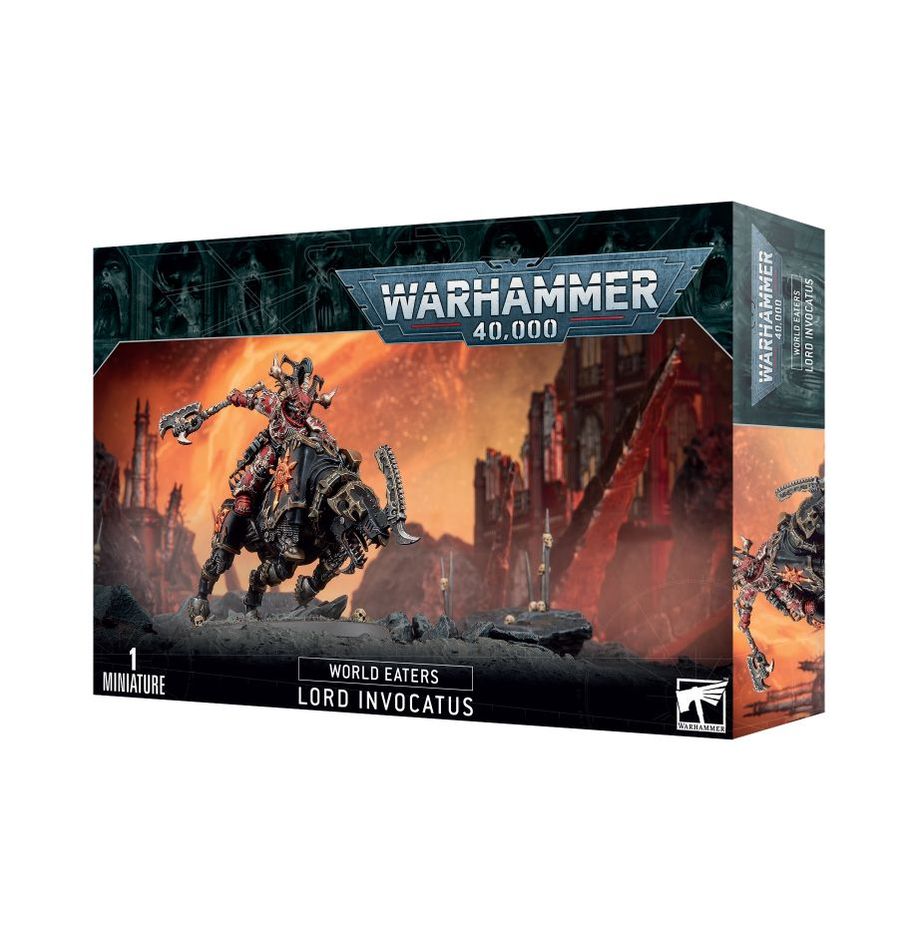 WARHAMMER
40,000
1
MINIATURE
WORLD EATERS
LORD INVOCATUS
WARHAMMER
WARHAMMER
40,000
WORLD EATERS
LORD INVOCATUS